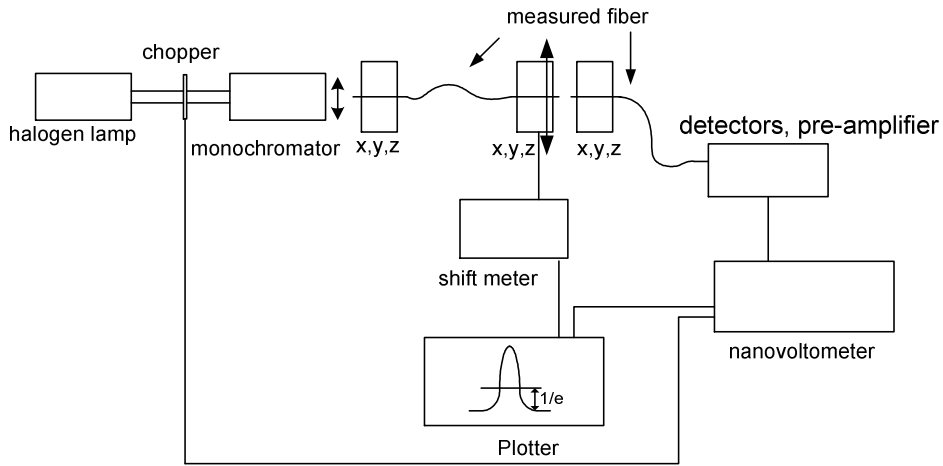 measured fiber
chopper
halogen lamp
monochromator
x,y,z
x,y,z
x,y,z
detectors, pre-amplifier
shift meter
nanovoltometer
1/e
Plotter